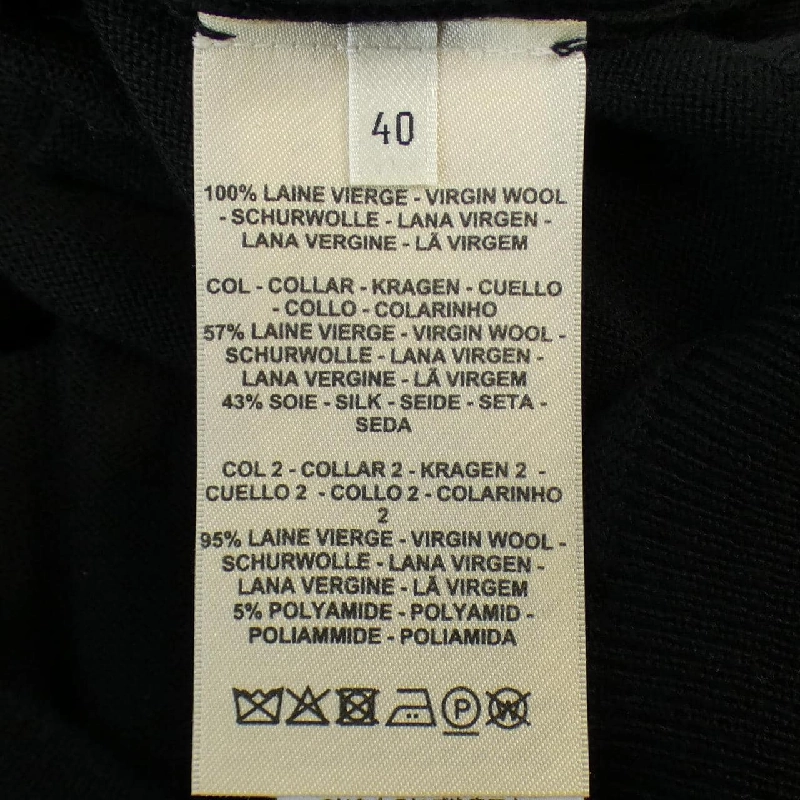 40
100% LAINE VIERGE - VIRGIN WOOL
- SCHURWOLLE - LANA VIRGEN -
LANA VERGINE - LÃ VIRGEM
COL - COLLAR - KRAGEN - CUELLO
- COLLO - COLARINHO
57% LAINE VIERGE - VIRGIN WOOL -
SCHURWOLLE - LANA VIRGEN -
LANA VERGINE - LÃ VIRGEM
43% SOIE - SILK - SEIDE - SETA -
SEDA
COL 2 - COLLAR 2 - KRAGEN 2 -
CUELLO 2 - COLLO 2 - COLARINHO
2
95% LAINE VIERGE - VIRGIN WOOL -
SCHURWOLLE - LANA VIRGEN -
LANA VERGINE - LÃ VIRGEM
5% POLYAMIDE - POLYAMID -
POLIAMMIDE - POLIAMIDA
P W